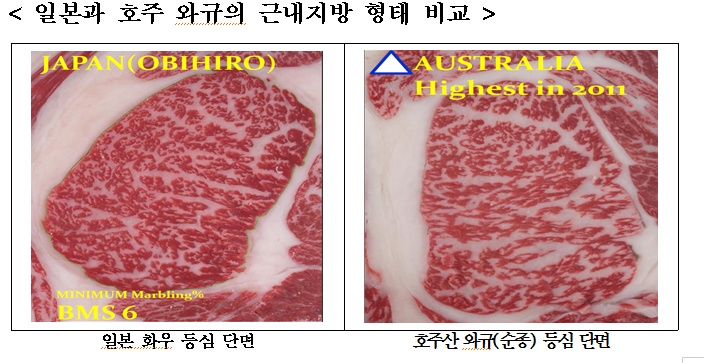 < 일본과 호주 와규의 근내지방 형태 비교 >
JAPAN(OBIHIRO)
MINIMUM Marbling%
BMS 6
AUSTRALIA
Highest in 2011
일본 화우 등심 단면
호주산 와규(순종) 등심 단면